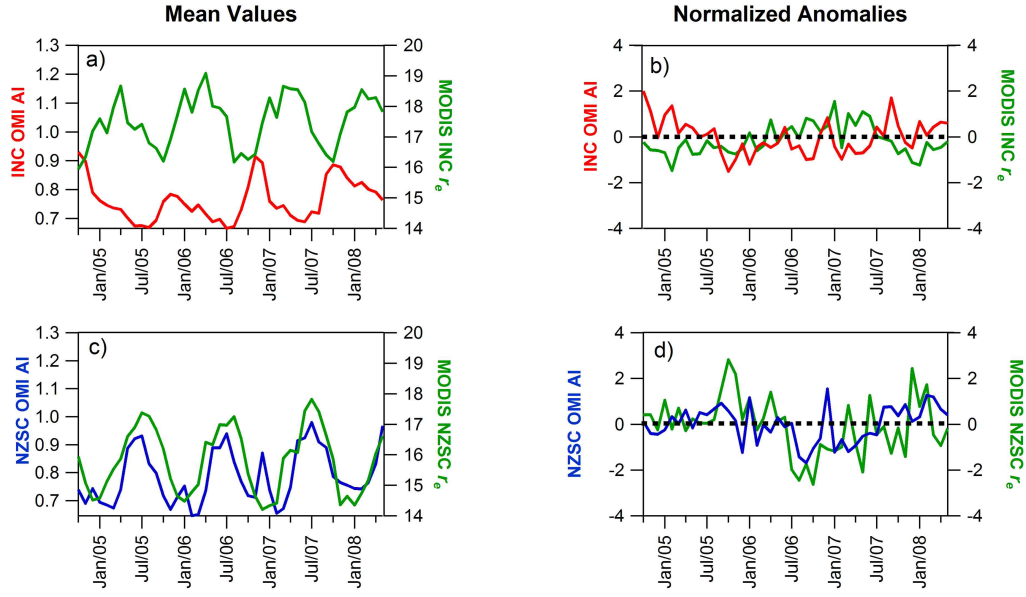 Mean Values
Normalized Anomalies
a)
INC OMI AI
1.3
1.2
1.1
1.0
0.9
0.8
0.7
20
19
18
17
16
15
14
MODIS INC re
Jan/05
Jul/05
Jan/06
Jul/06
Jan/07
Jul/07
Jan/08
b)
INC OMI AI
4
2
0
-2
-4
4
2
0
-2
-4
MODIS INC re
Jan/05
Jul/05
Jan/06
Jul/06
Jan/07
Jul/07
Jan/08
c)
NZSC OMI AI
1.3
1.2
1.1
1.0
0.9
0.8
0.7
20
19
18
17
16
15
14
MODIS NZSC re
Jan/05
Jul/05
Jan/06
Jul/06
Jan/07
Jul/07
Jan/08
d)
NZSC OMI AI
4
2
0
-2
-4
4
2
0
-2
-4
MODIS NZSC re
Jan/05
Jul/05
Jan/06
Jul/06
Jan/07
Jul/07
Jan/08